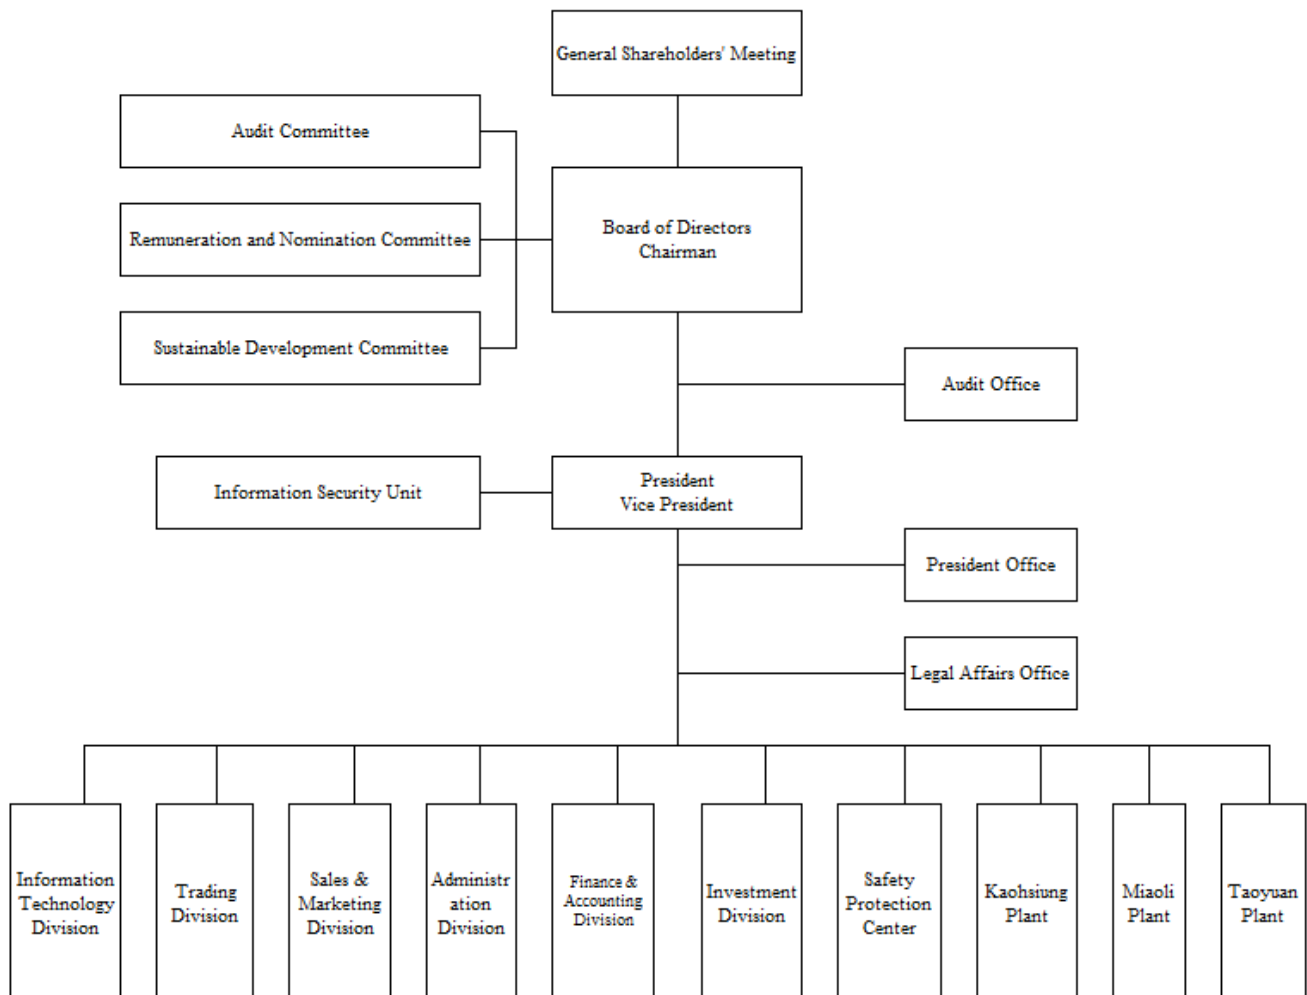 General Shareholders' Meeting
Audit Committee
Remuneration and Nomination Committee
Sustainable Development Committee
Board of Directors
Chairman
Audit Office
Information Security Unit
President
Vice President
President Office
Legal Affairs Office
Information
Technology
Division
Trading
Division
Sales &
Marketing
Division
Administr
ation
Division
Finance &
Accounting
Division
Investment
Division
Safety
Protection
Center
Kaohsiung
Plant
Miaoli
Plant
Taoyuan
Plant